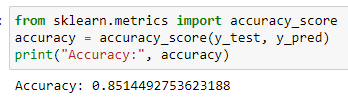 from sklearn.metrics import accuracy_score
accuracy = accuracy_score(y_test, y_pred)
print("Accuracy:", accuracy)
Accuracy: 0.8514492753623188